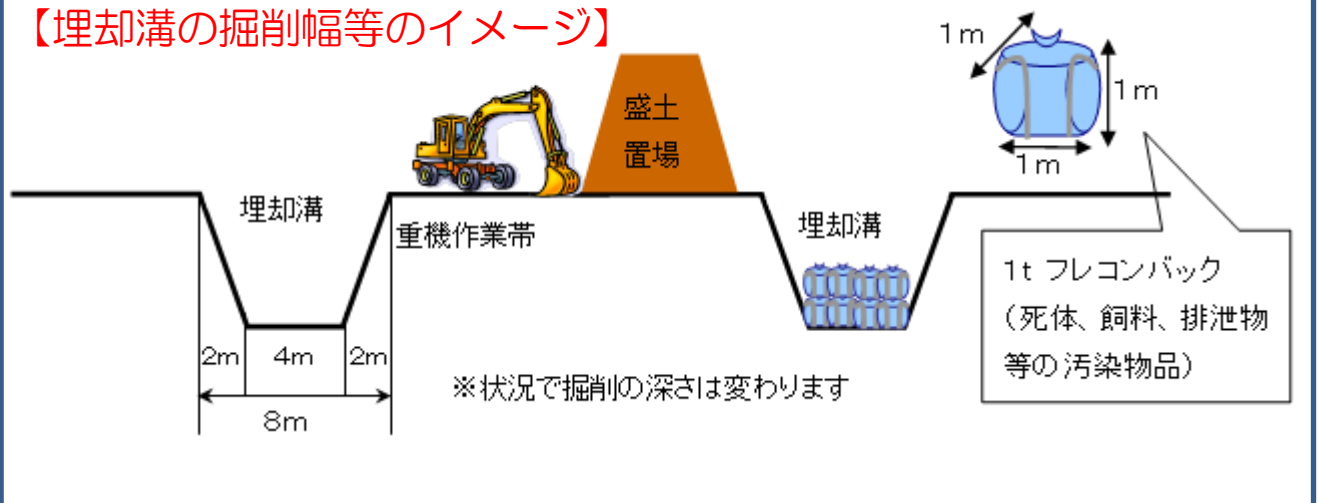 【埋却溝の掘削幅等のイメージ】
1m
1m
1m
盛土
置場
埋却溝
重機作業帯
埋却溝
2m
4m
2m
8m
※状況で掘削の深さは変わります
1t フレコンバック
(死体、飼料、排泄物
等の汚染物品)